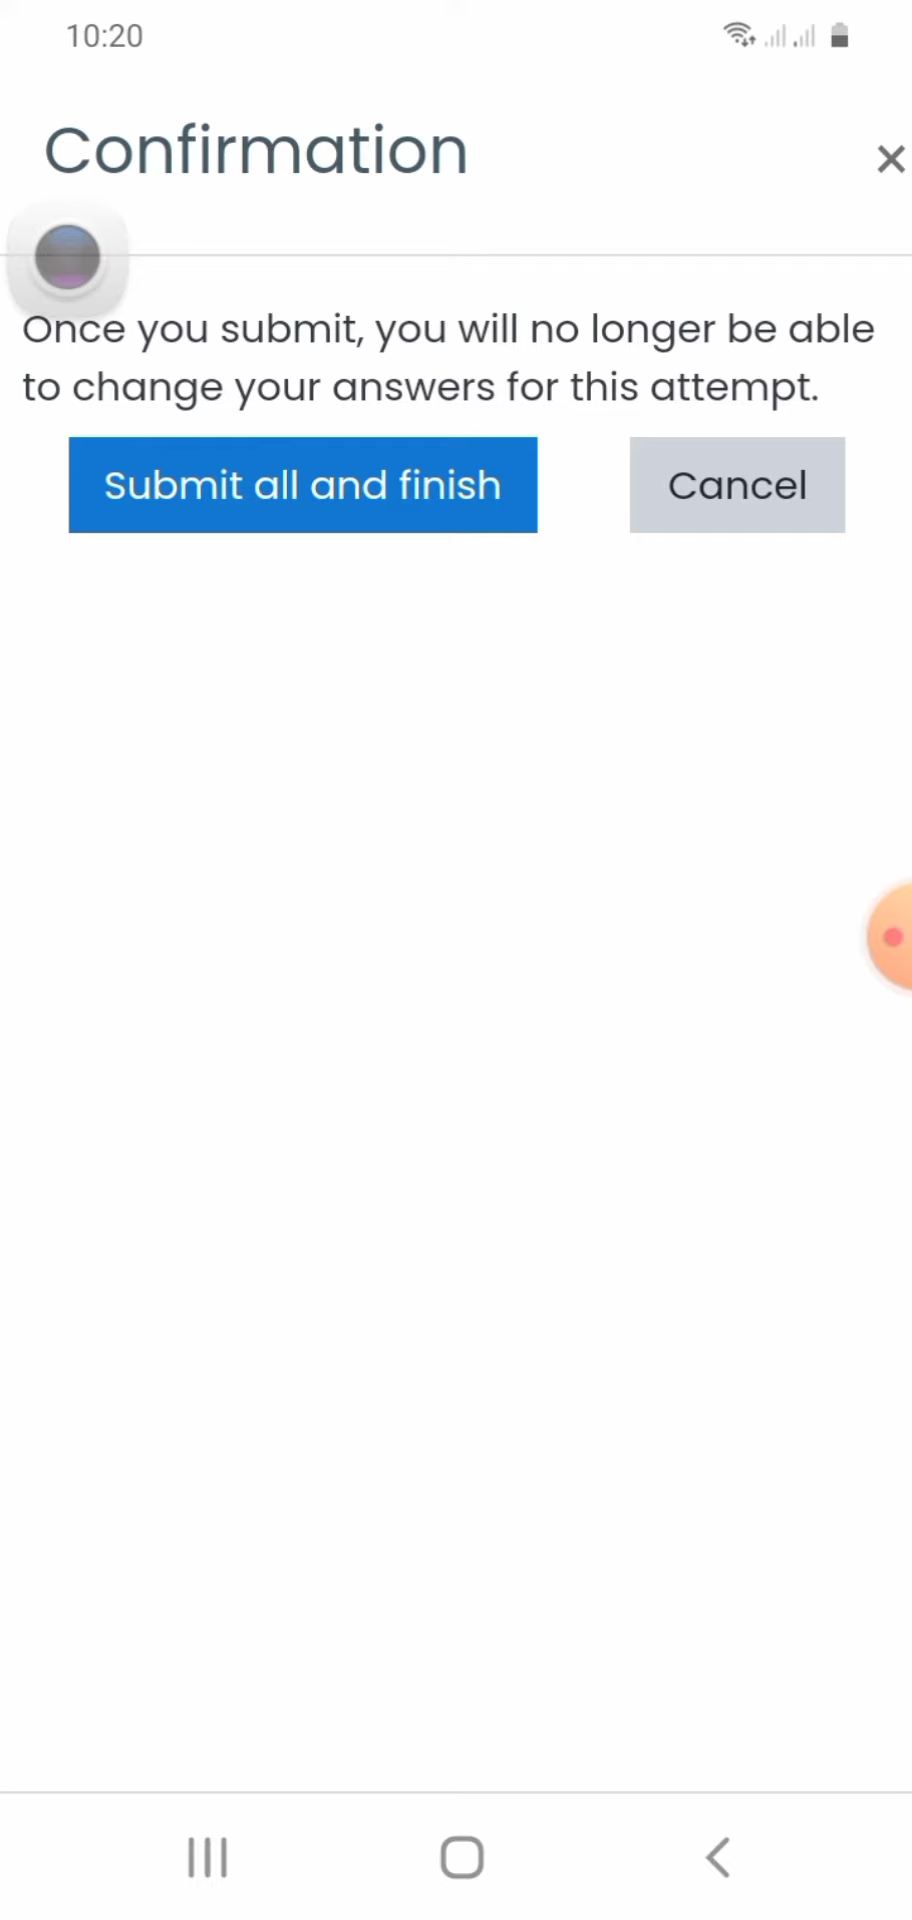 10:20
Confirmation
×
Once you submit, you will no longer be able
to change your answers for this attempt.
Submit all and finish
Cancel